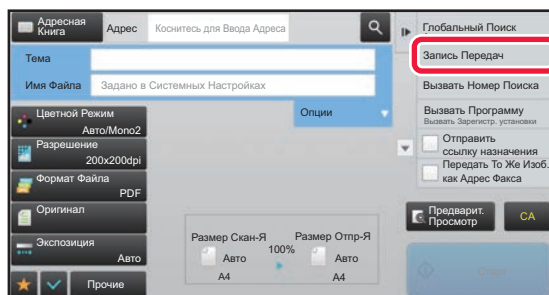 Адресная
Книга
Адрес
Коснитесь для Ввода Адреса
Тема
Имя Файла
Задано в Системных Настройках
Цветной Режим
Авто/Mono2
Разрешение
200x200dpi
Формат Файла
PDF
Оригинал
Экспозиция
Авто
Прочие
Опции
Размер Скан-Я
Авто
A4
100%
Размер Отпр-Я
Авто
A4
Глобальный Поиск
Запись Передач
Вызвать Номер Поиска
Вызвать Программу
Вызвать Зарегистр. установки
Отправить
ссылку назначения
Передать То Же Изоб.
как Адрес Факса
Предварит.
Просмотр
CA